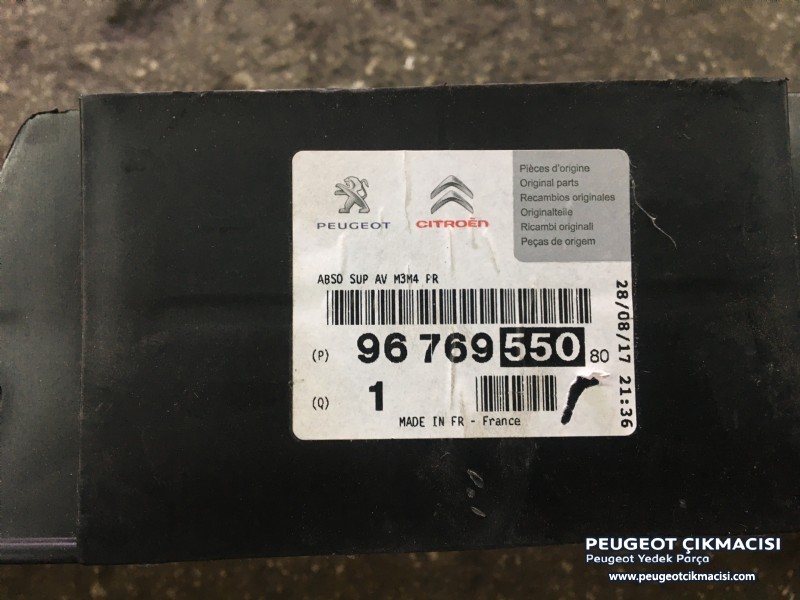 PEUGEOT
CITROËN
Pièces d'origine
Original parts
Recambios originales
Originalteile
Ricambi originali
Peças de origem
ABSO SUP AV M3M4 PR
(P) 96 769 550 80
(Q) 1
MADE IN FR - France
28/08/17 21:36
PEUGEOT ÇIKMACISI
Peugeot Yedek Parça
www.peugeotcikmacisi.com